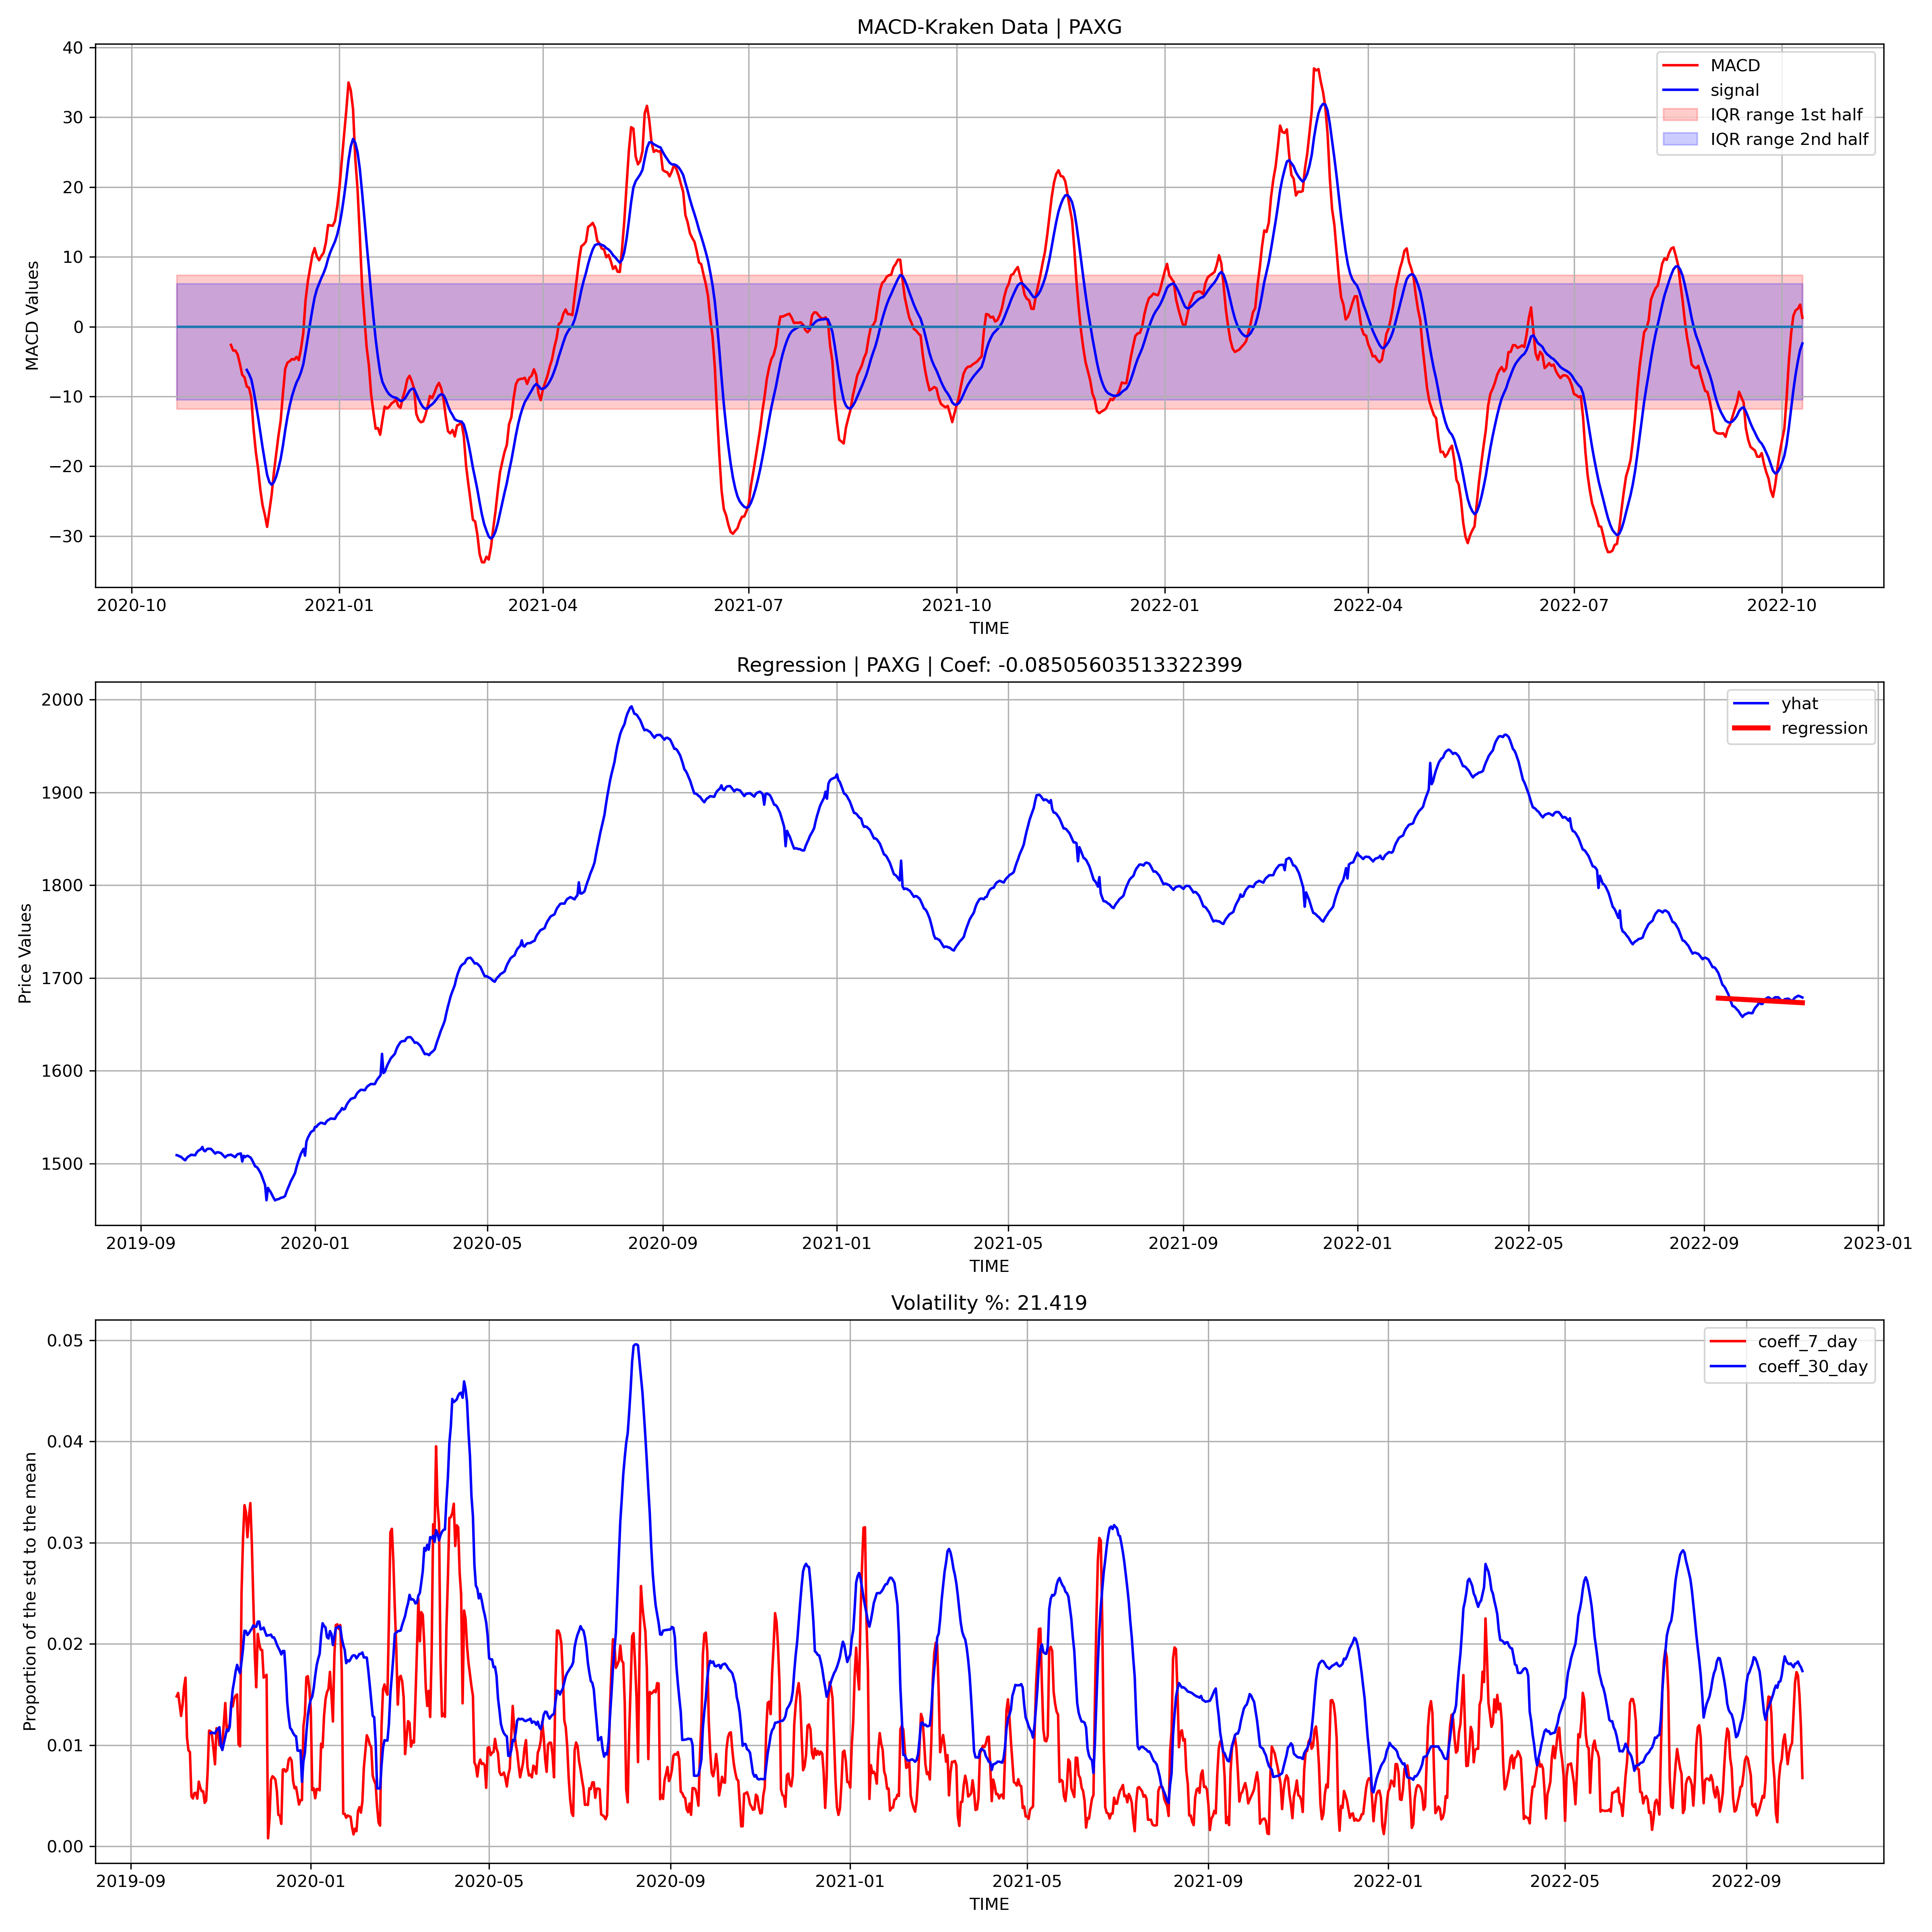 MACD-Kraken Data | PAXG
MACD Values
40
30
20
10
0
−10
−20
−30
MACD
signal
IQR range 1st half
IQR range 2nd half
2020-10 2021-01 2021-04 2021-07 2021-10 2022-01 2022-04 2022-07 2022-10
TIME
Regression | PAXG | Coef: -0.08505603513322399
Price Values
2000
1900
1800
1700
1600
1500
yhat
regression
2019-09 2020-01 2020-05 2020-09 2021-01 2021-05 2021-09 2022-01 2022-05 2022-09 2023-01
TIME
Volatility %: 21.419
Proportion of the std to the mean
0.05
0.04
0.03
0.02
0.01
0.00
coeff_7_day
coeff_30_day
2019-09 2020-01 2020-05 2020-09 2021-01 2021-05 2021-09 2022-01 2022-05 2022-09
TIME